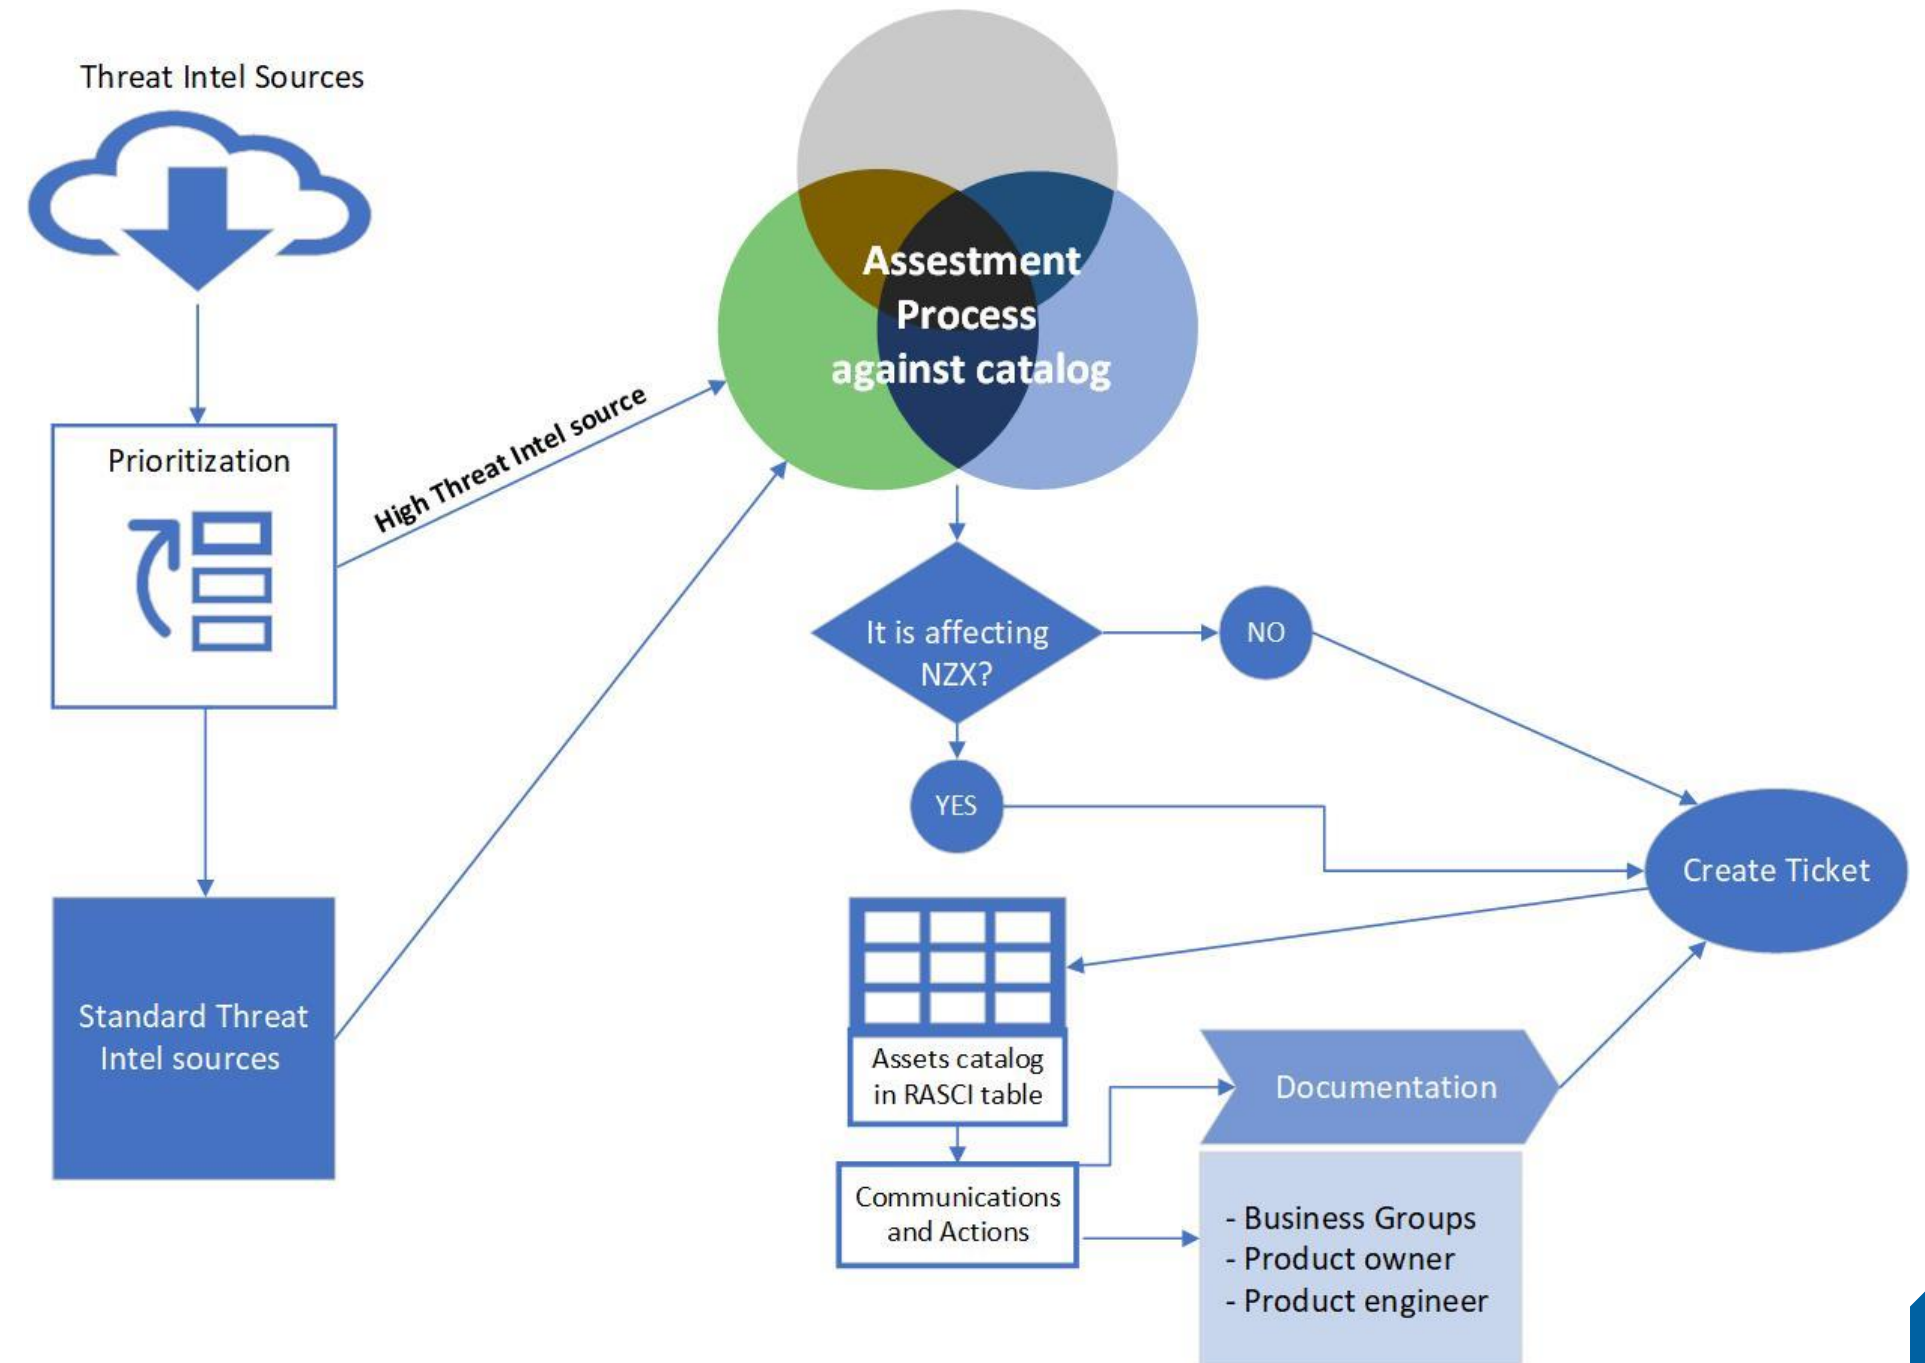 Threat Intel Sources
Prioritization
High Threat Intel source
Standard Threat
Intel sources
Assestment
Process
against catalog
It is affecting
NZX?
NO
YES
Create Ticket
Assets catalog
in RASCI table
Communications
and Actions
Documentation
- Business Groups
- Product owner
- Product engineer